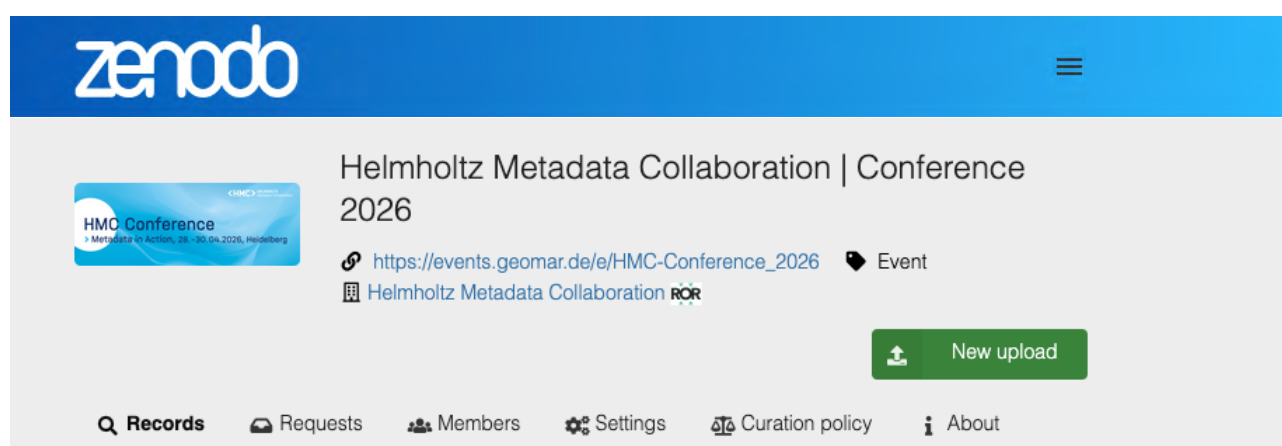 zenodo
Helmholtz Metadata Collaboration | Conference
2026
<HMC>
HMC Conference
> Metadata in Action, 28. -30.04.2026, Heidelberg
https://events.geomar.de/e/HMC-Conference_2026 Event
Helmholtz Metadata Collaboration ROR
New upload
Records Requests Members Settings Curation policy About